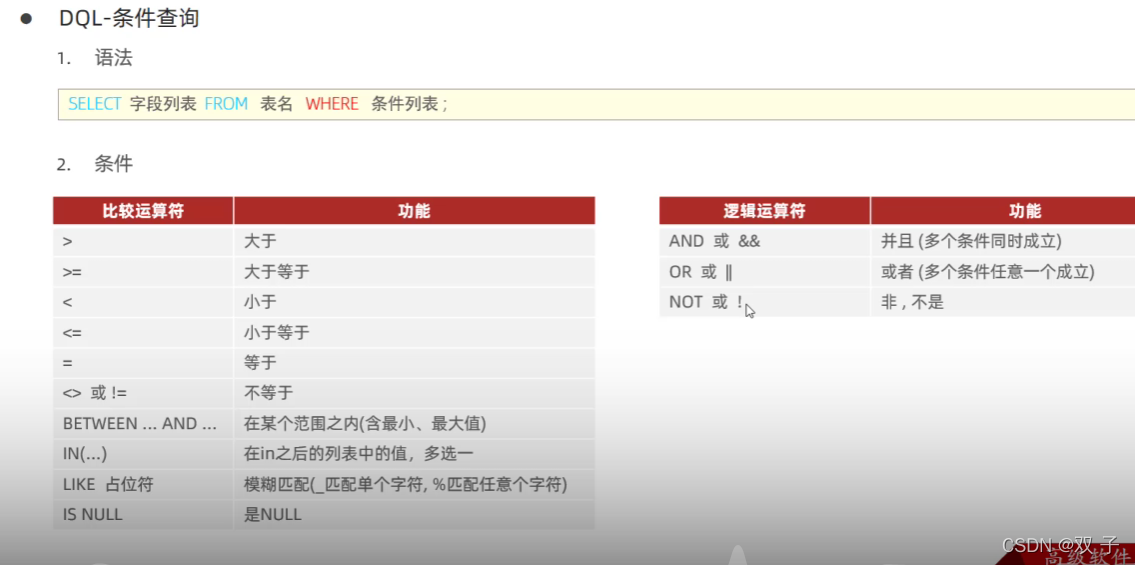 ● DQL-条件查询
1. 语法
SELECT 字段列表 FROM 表名 WHERE 条件列表 ;
2. 条件
比较运算符 功能
> 大于
>= 大于等于
< 小于
<= 小于等于
= 等于
<> 或 != 不等于
BETWEEN ... AND ... 在某个范围之内(含最小、最大值)
IN(...) 在in之后的列表中的值，多选一
LIKE 占位符 模糊匹配(_匹配单个字符, %匹配任意个字符)
IS NULL 是NULL
逻辑运算符 功能
AND 或 && 并且 (多个条件同时成立)
OR 或 || 或者 (多个条件任意一个成立)
NOT 或 ! 非 , 不是
CSDN @双 子
高级软件